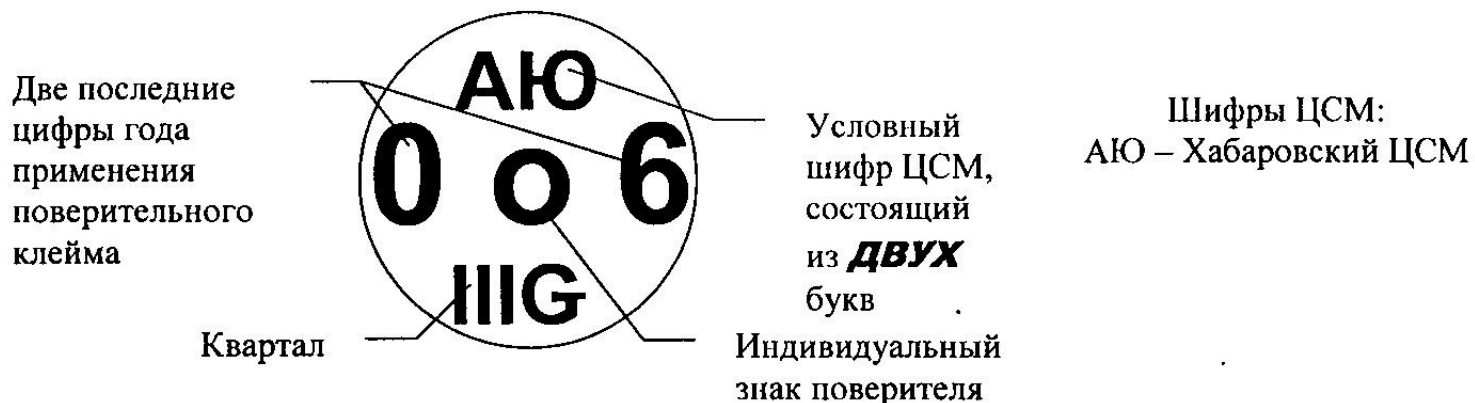 Две последние
цифры года
применения
поверительного
клейма
АЮ
0 о 6
IIIG
Условный
шифр ЦСМ,
состоящий
из ДВУХ
букв
Шифры ЦСМ:
АЮ – Хабаровский ЦСМ
Квартал
Индивидуальный
знак поверителя